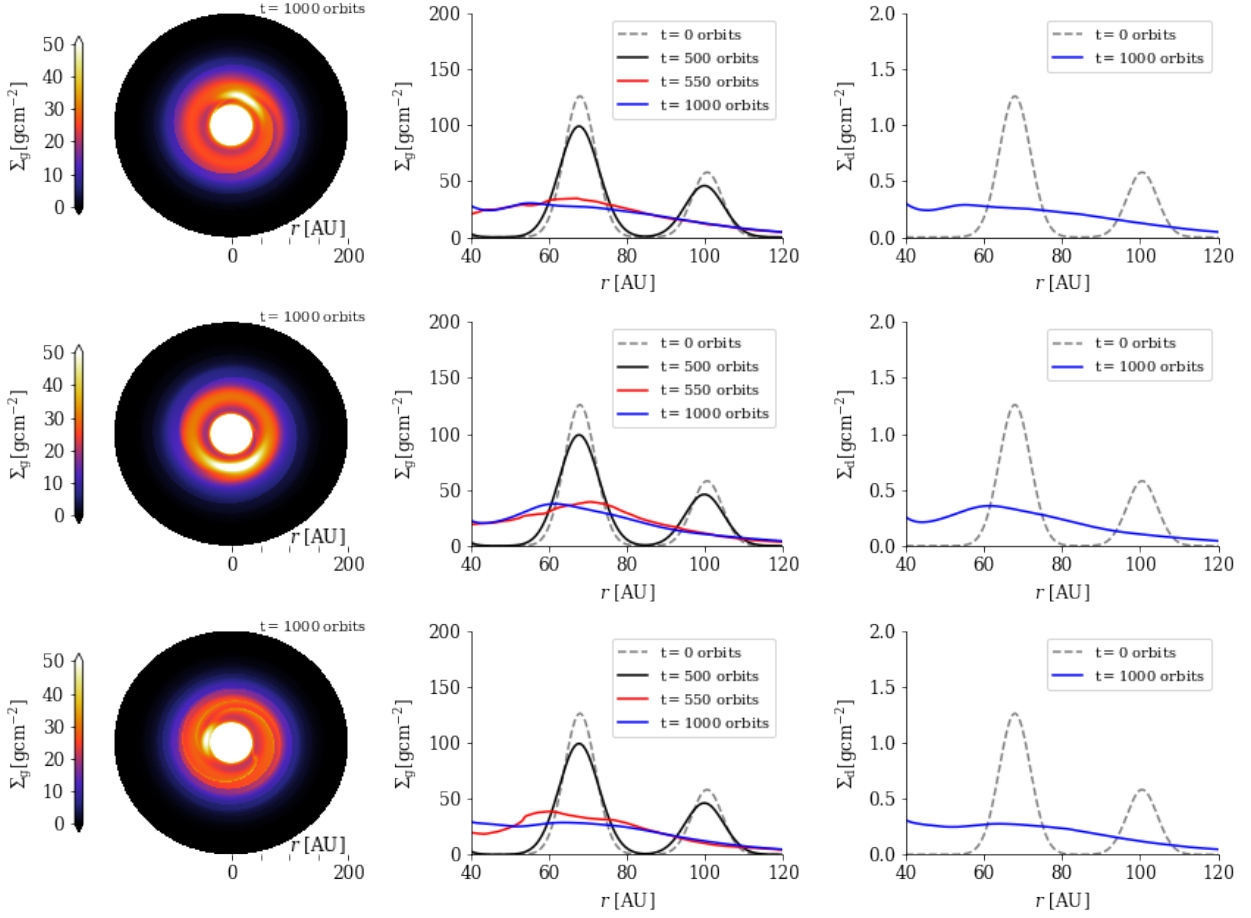 t = 1000 orbits
50
40
30
20
10
0
Σg [gcm−2]
r [AU]
0 200
200
150
100
50
0
Σg [gcm−2]
40 60 80 100 120
r [AU]
t = 0 orbits
t = 500 orbits
t = 550 orbits
t = 1000 orbits
2.0
1.5
1.0
0.5
0.0
Σd [gcm−2]
40 60 80 100 120
r [AU]
t = 0 orbits
t = 1000 orbits
t = 1000 orbits
50
40
30
20
10
0
Σg [gcm−2]
r [AU]
0 200
200
150
100
50
0
Σg [gcm−2]
40 60 80 100 120
r [AU]
t = 0 orbits
t = 500 orbits
t = 550 orbits
t = 1000 orbits
2.0
1.5
1.0
0.5
0.0
Σd [gcm−2]
40 60 80 100 120
r [AU]
t = 0 orbits
t = 1000 orbits
t = 1000 orbits
50
40
30
20
10
0
Σg [gcm−2]
r [AU]
0 200
200
150
100
50
0
Σg [gcm−2]
40 60 80 100 120
r [AU]
t = 0 orbits
t = 500 orbits
t = 550 orbits
t = 1000 orbits
2.0
1.5
1.0
0.5
0.0
Σd [gcm−2]
40 60 80 100 120
r [AU]
t = 0 orbits
t = 1000 orbits